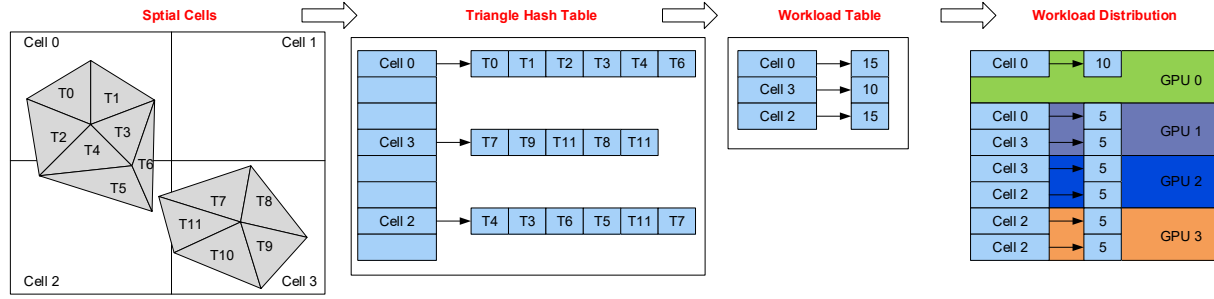 Sptial Cells
Triangle Hash Table
Workload Table
Workload Distribution
Cell 0
Cell 1
T0
T1
T2
T3
T4
T6
T5
T7
T8
T11
T9
T10
Cell 2
Cell 3
Cell 0 T0 T1 T2 T3 T4 T6
Cell 3 T7 T9 T11 T8 T11
Cell 2 T4 T3 T6 T5 T11 T7
Cell 0 15
Cell 3 10
Cell 2 15
Cell 0 10
GPU 0
Cell 0 5
Cell 3 5
GPU 1
Cell 3 5
Cell 2 5
GPU 2
Cell 2 5
Cell 2 5
GPU 3